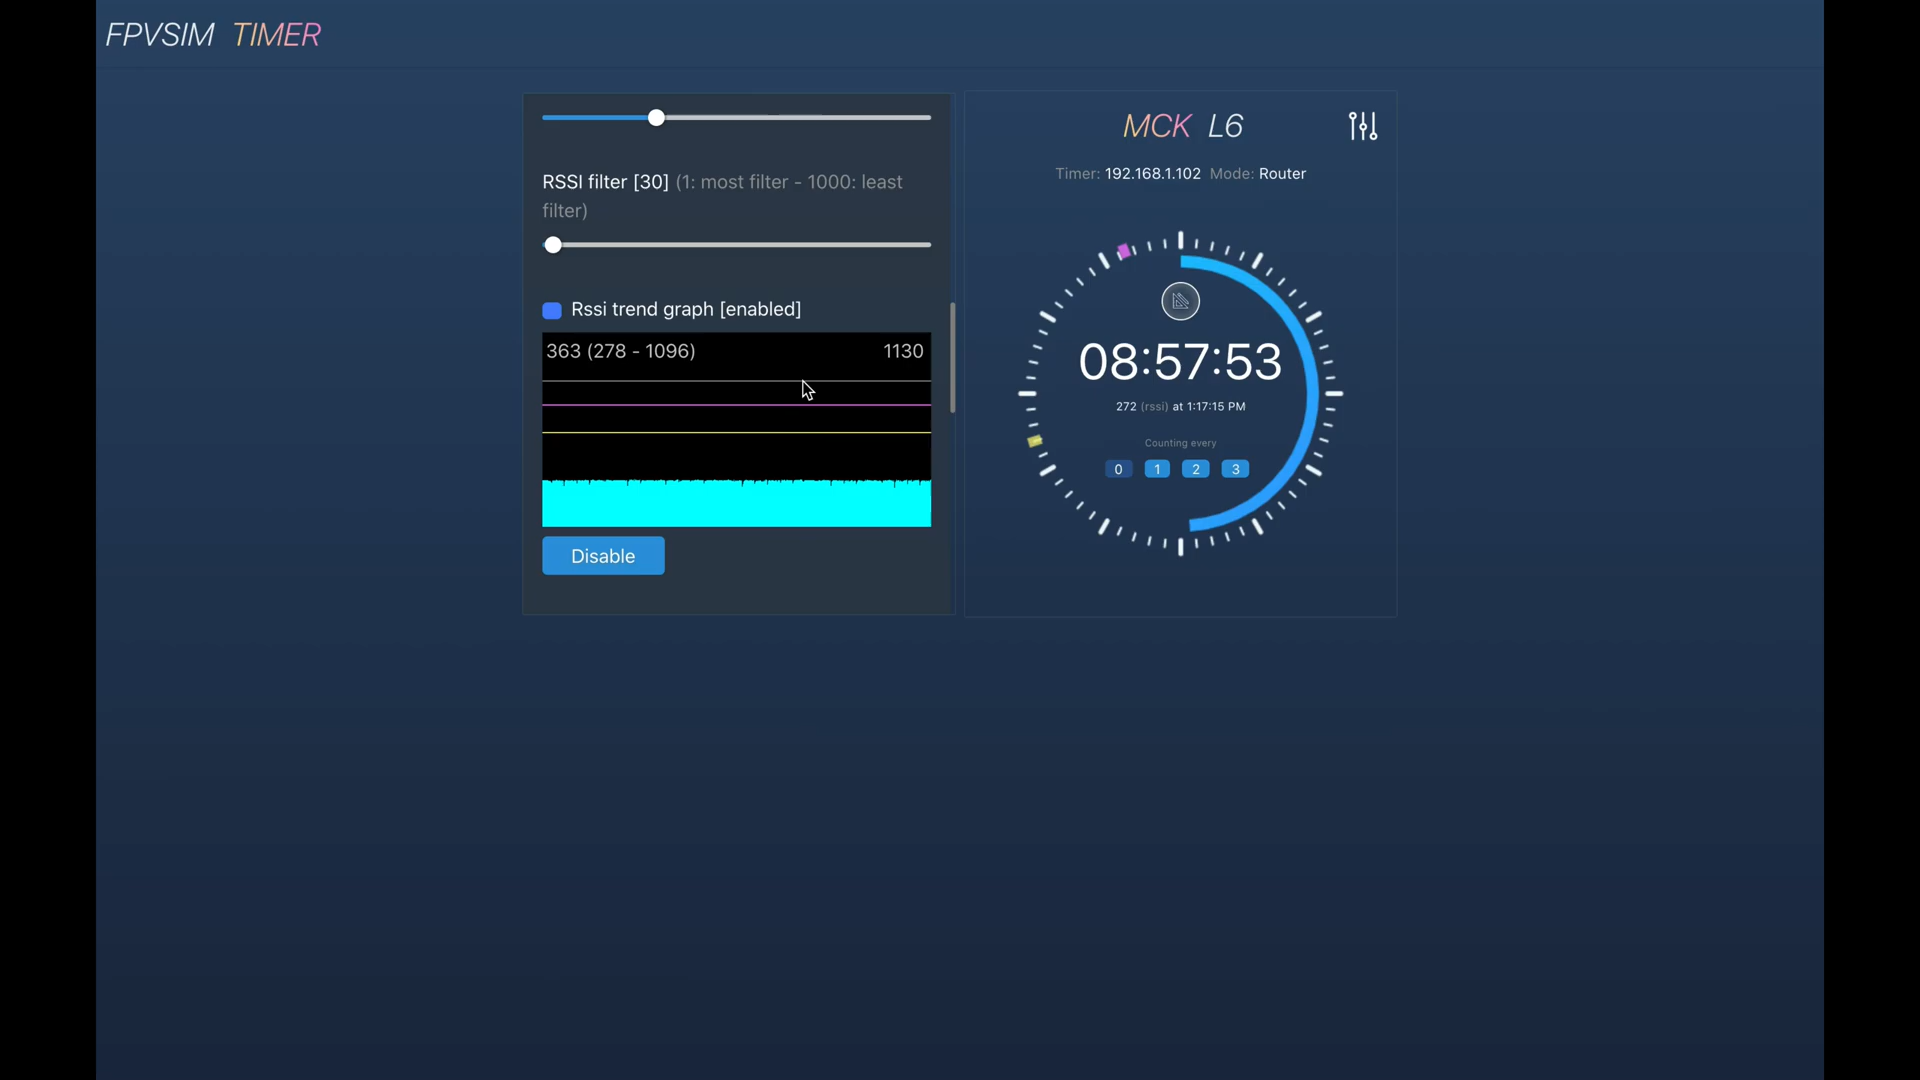 FPVSIM TIMER
RSSI filter [30] (1: most filter - 1000: least
filter)
Rssi trend graph [enabled]
363 (278 - 1096) 1130
Disable
MCK L6
Timer: 192.168.1.102 Mode: Router
08:57:53
272 (rssi) at 1:17:15 PM
Counting every
0 1 2 3